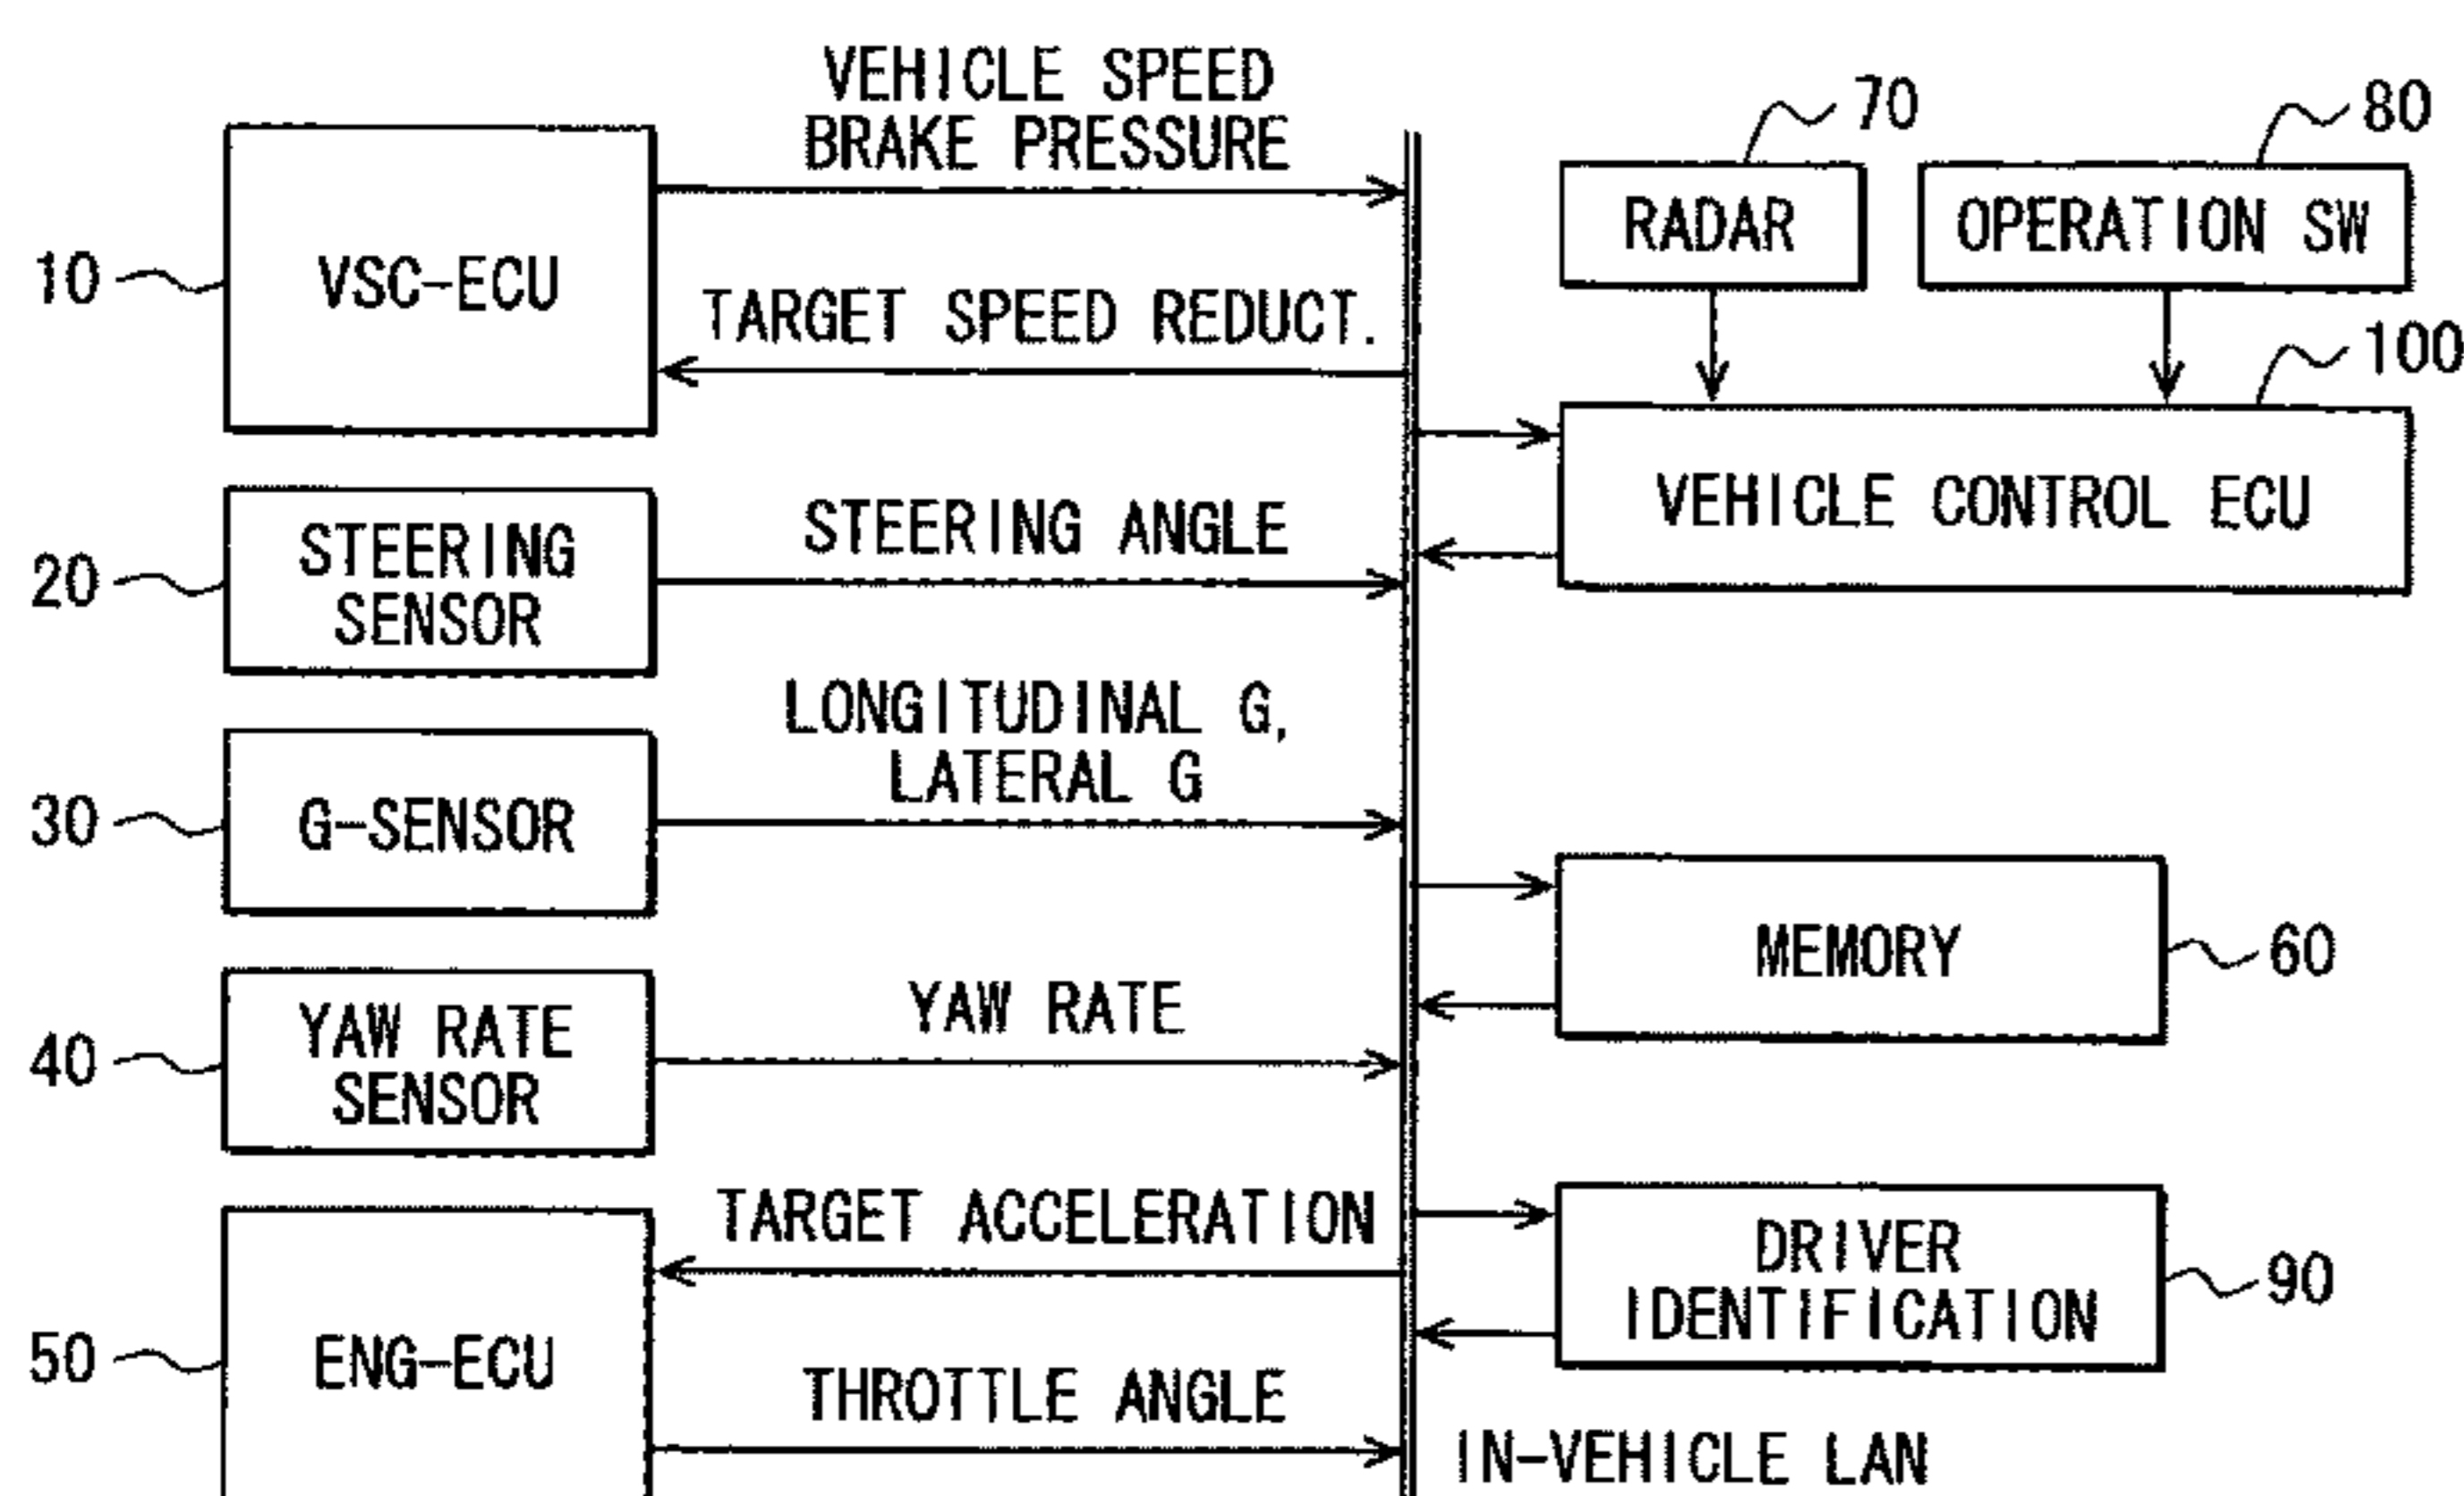 VEHICLE SPEED
BRAKE PRESSURE
70
80
RADAR
OPERATION SW
10
VSC-ECU
TARGET SPEED REDUCT.
100
VEHICLE CONTROL ECU
20
STEERING
SENSOR
STEERING ANGLE
LONGITUDINAL G,
LATERAL G
30
G-SENSOR
MEMORY
60
40
YAW RATE
SENSOR
YAW RATE
TARGET ACCELERATION
DRIVER
IDENTIFICATION
90
50
ENG-ECU
THROTTLE ANGLE
IN-VEHICLE LAN